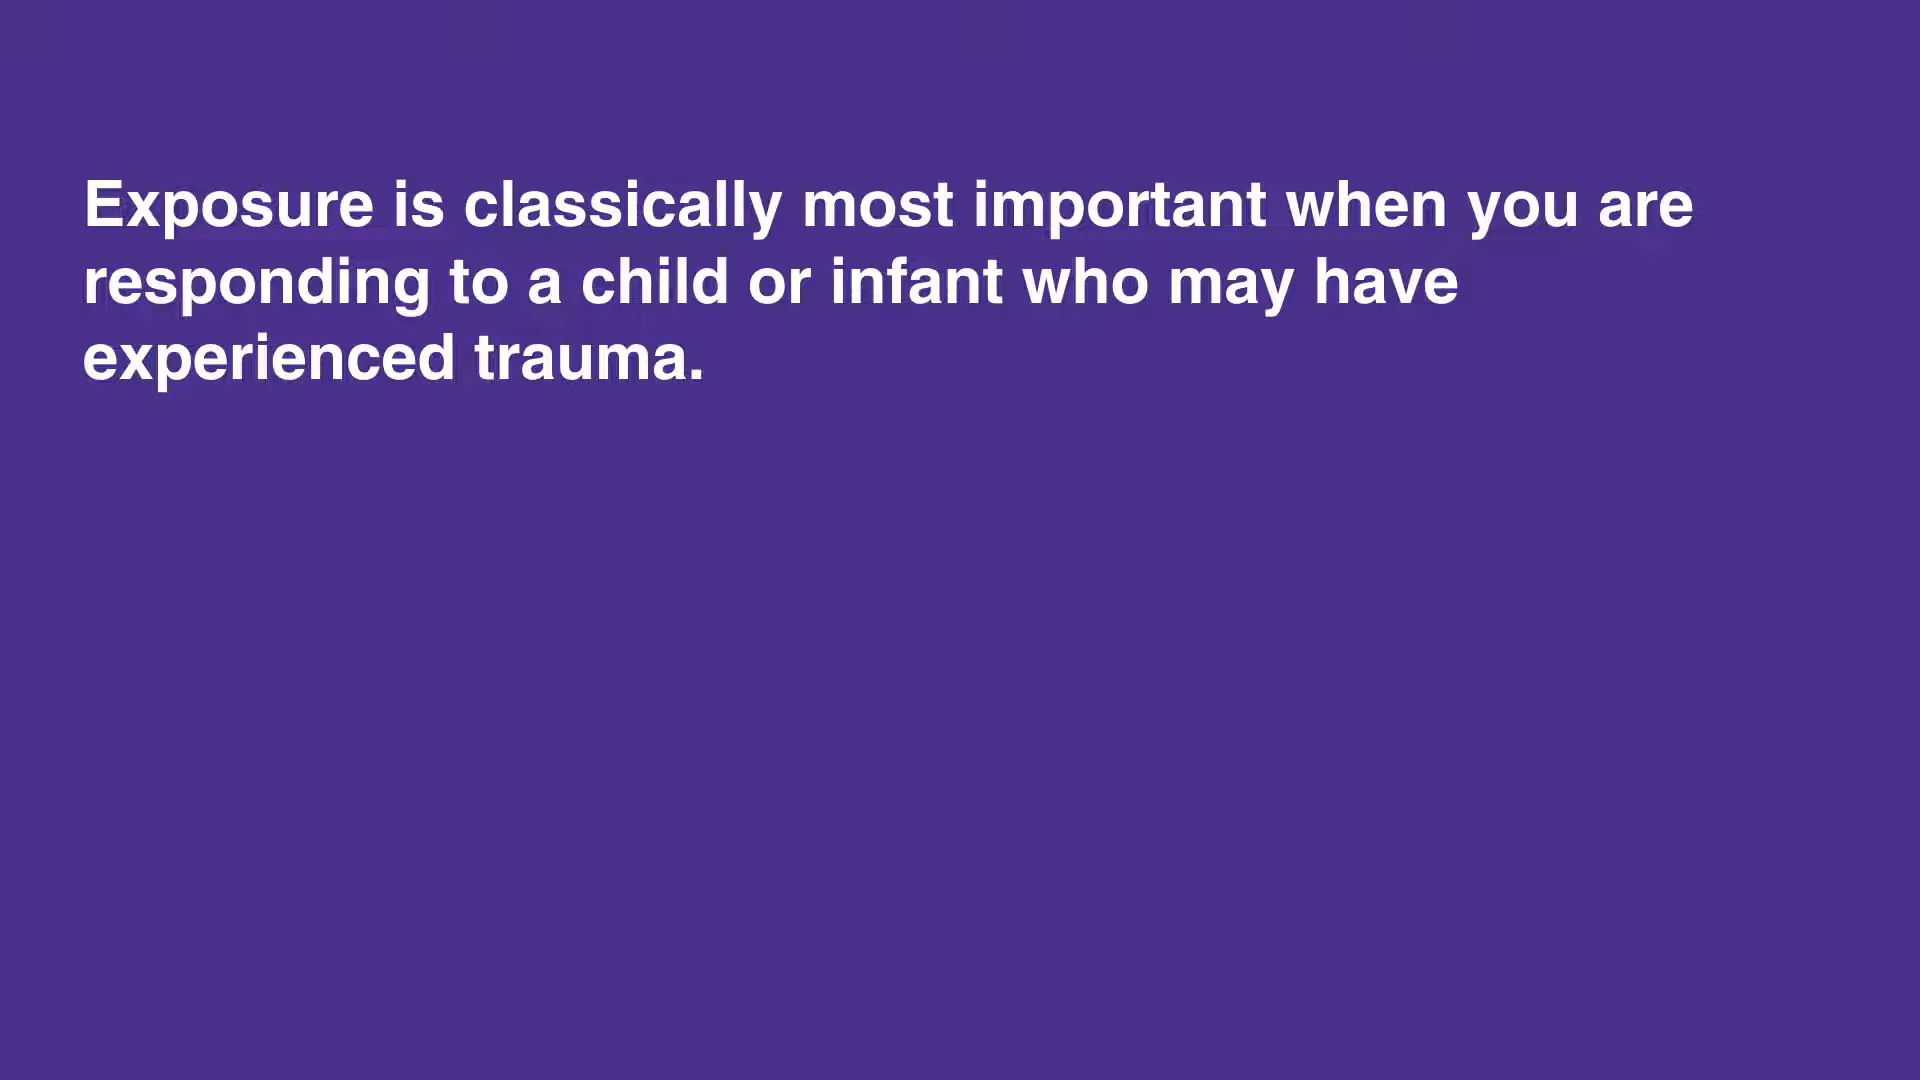 Exposure is classically most important when you are
responding to a child or infant who may have
experienced trauma.